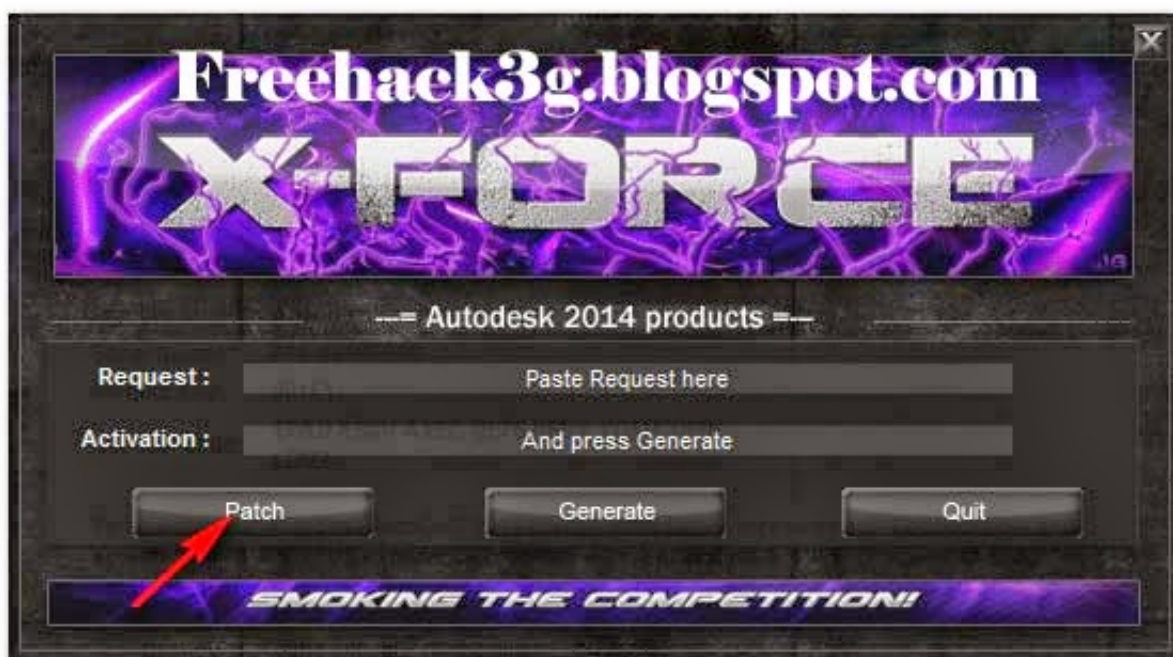 Freehack3g.blogspot.com
X-FORCE
---= Autodesk 2014 products =---
Request :
Paste Request here
Activation :
And press Generate
Patch
Generate
Quit
SMOKING THE COMPETITION!